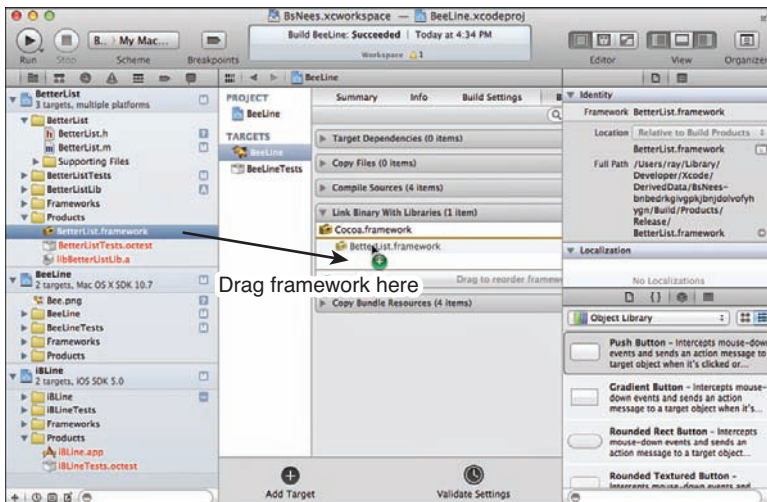 BsNees.xcworkspace — BeeLine.xcodeproj
Run
Stop
B.. My Mac...
Scheme
Breakpoints
Build BeeLine: Succeeded | Today at 4:34 PM
Workspace 1
Editor
View
Organizer
BeeLine
BetterList
3 targets, multiple platforms
BetterList
BetterList.h
BetterList.m
Supporting Files
BetterListTests
BetterListLib
Frameworks
Products
BetterList.framework
BetterListTests.octest
libBetterListLib.a
BeeLine
2 targets, Mac OS X SDK 10.7
Bee.png
BeeLine
BeeLineTests
Frameworks
Products
iBLine
2 targets, iOS SDK 5.0
iBLine
iBLineTests
Frameworks
Products
iBLine.app
iBLineTests.octest
PROJECT
BeeLine
TARGETS
BeeLine
BeeLineTests
Summary
Info
Build Settings
Target Dependencies (0 items)
Copy Files (0 items)
Compile Sources (4 items)
Link Binary With Libraries (1 item)
Cocoa.framework
BetterList.framework
Drag framework here
Drag to reorder framew
Copy Bundle Resources (4 items)
Add Target
Validate Settings
Identity
Framework BetterList.framework
Location Relative to Build Products
BetterList.framework
Full Path /Users/ray/Library/
Developer/Xcode/
DerivedData/BsNees-
bnbedrkgivgpkjbnjdolvofyh
ygn/Build/Products/
Release/
BetterList.framework
Localization
No Localizations
Object Library
Push Button – Intercepts mouse-down
events and sends an action message to
target object when it's clicked or...
Gradient Button – Intercepts mouse-
down events and sends an action
message to a target object when it's...
Rounded Rect Button – Intercepts
mouse-down events and sends an
action message to a target object...
Rounded Textured Button –
Intercepts mouse-down events and